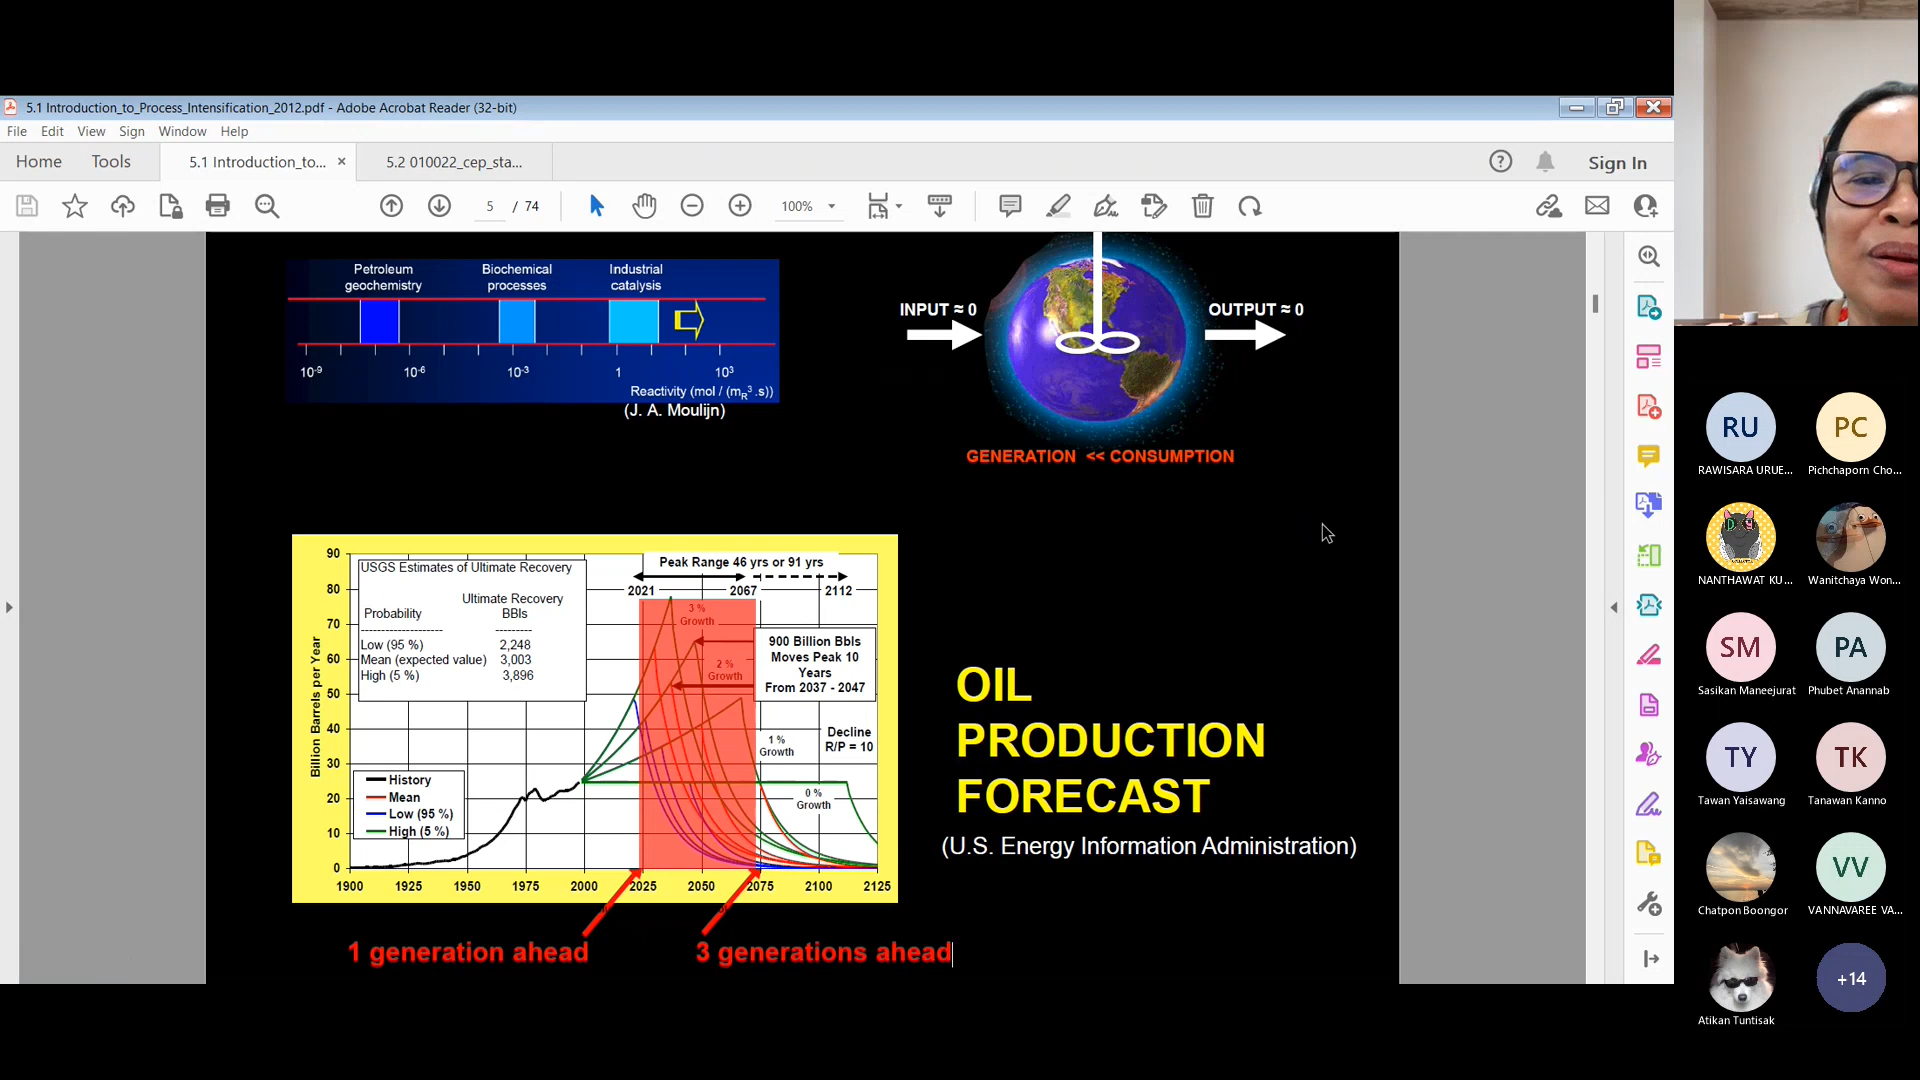 5.1 Introduction_to_Process_Intensification_2012.pdf - Adobe Acrobat Reader (32-bit)
File Edit View Sign Window Help
Home Tools 5.1 Introduction_to... × 5.2 010022_cep_sta... Sign In
5 / 74 100%
Petroleum geochemistry
Biochemical processes
Industrial catalysis
10⁻⁹ 10⁻⁶ 10⁻³ 1 10³
Reactivity (mol / (mR³ .s))
(J. A. Moulijn)
INPUT ≈ 0
OUTPUT ≈ 0
GENERATION << CONSUMPTION
Billion Barrels per Year
90
80
70
60
50
40
30
20
10
0
1900 1925 1950 1975 2000 2025 2050 2075 2100 2125
USGS Estimates of Ultimate Recovery
Ultimate Recovery
Probability BBls
--------------------- ---------
Low (95 %) 2,248
Mean (expected value) 3,003
High (5 %) 3,896
Peak Range 46 yrs or 91 yrs
2021 2067 2112
3 %
Growth
2 %
Growth
900 Billion Bbls
Moves Peak 10
Years
From 2037 - 2047
1 %
Growth
Decline
R/P = 10
0 %
Growth
History
Mean
Low (95 %)
High (5 %)
1 generation ahead
3 generations ahead
OIL
PRODUCTION
FORECAST
(U.S. Energy Information Administration)
RU
RAWISARA URUE...
PC
Pichchaporn Cho...
NANTHAWAT KU...
Wanitchaya Won...
SM
Sasikan Maneejurat
PA
Phubet Anannab
TY
Tawan Yaisawang
TK
Tanawan Kanno
Chatpon Boongor
VV
VANNAVAREE VA...
Atikan Tuntisak
+14